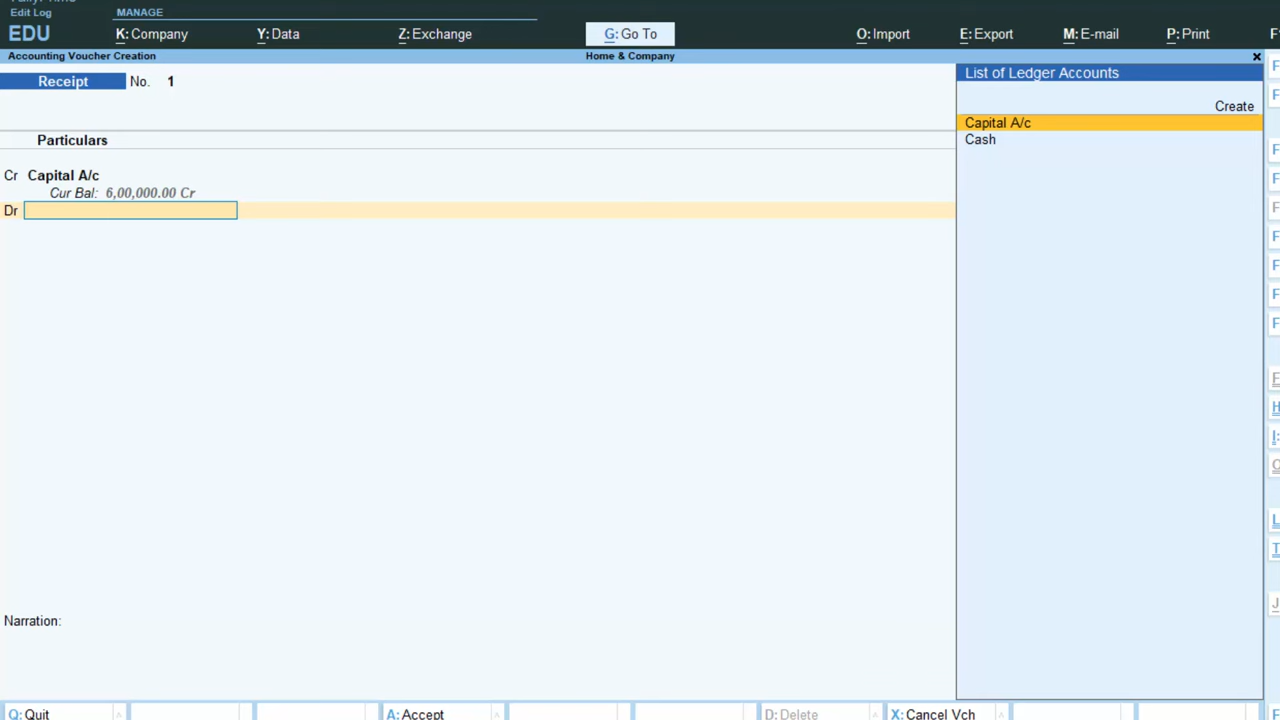 Edit Log
MANAGE
EDU
K: Company
Y: Data
Z: Exchange
G: Go To
O: Import
E: Export
M: E-mail
P: Print
Accounting Voucher Creation
Home & Company
Receipt No. 1
List of Ledger Accounts
Create
Capital A/c
Cash
Particulars
Cr Capital A/c
Cur Bal: 6,00,000.00 Cr
Dr
Narration:
Q: Quit
A: Accept
D: Delete
X: Cancel Vch